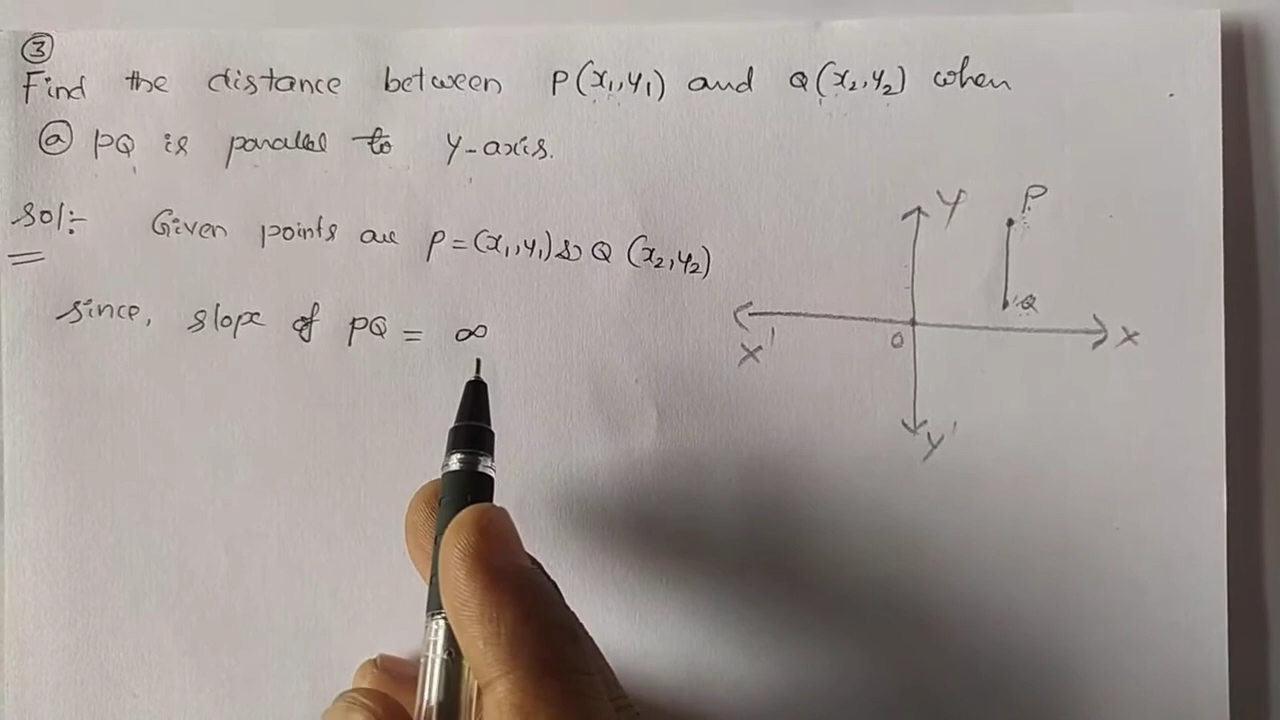 ③
Find the distance between P(x₁,y₁) and Q(x₂,y₂) when
ⓐ PQ is parallel to Y-axis.
Sol:- Given points are P=(x₁,y₁) & Q (x₂,y₂)
since, slope of PQ = ∞
Y
P
Q
X'
O
X
Y'